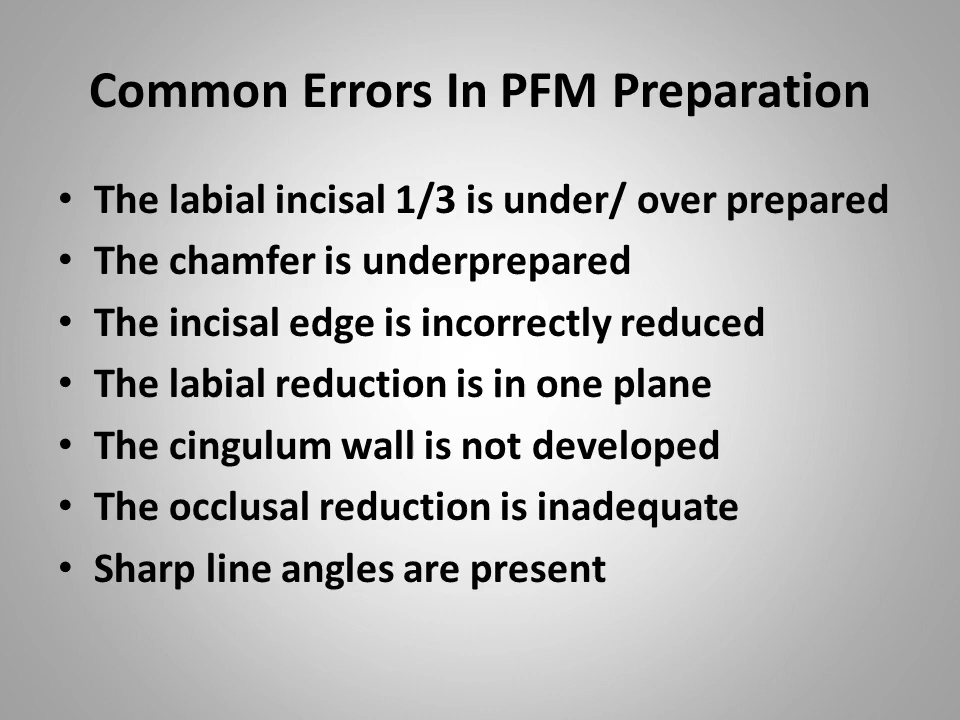 Common Errors In PFM Preparation
• The labial incisal 1/3 is under/ over prepared
• The chamfer is underprepared
• The incisal edge is incorrectly reduced
• The labial reduction is in one plane
• The cingulum wall is not developed
• The occlusal reduction is inadequate
• Sharp line angles are present